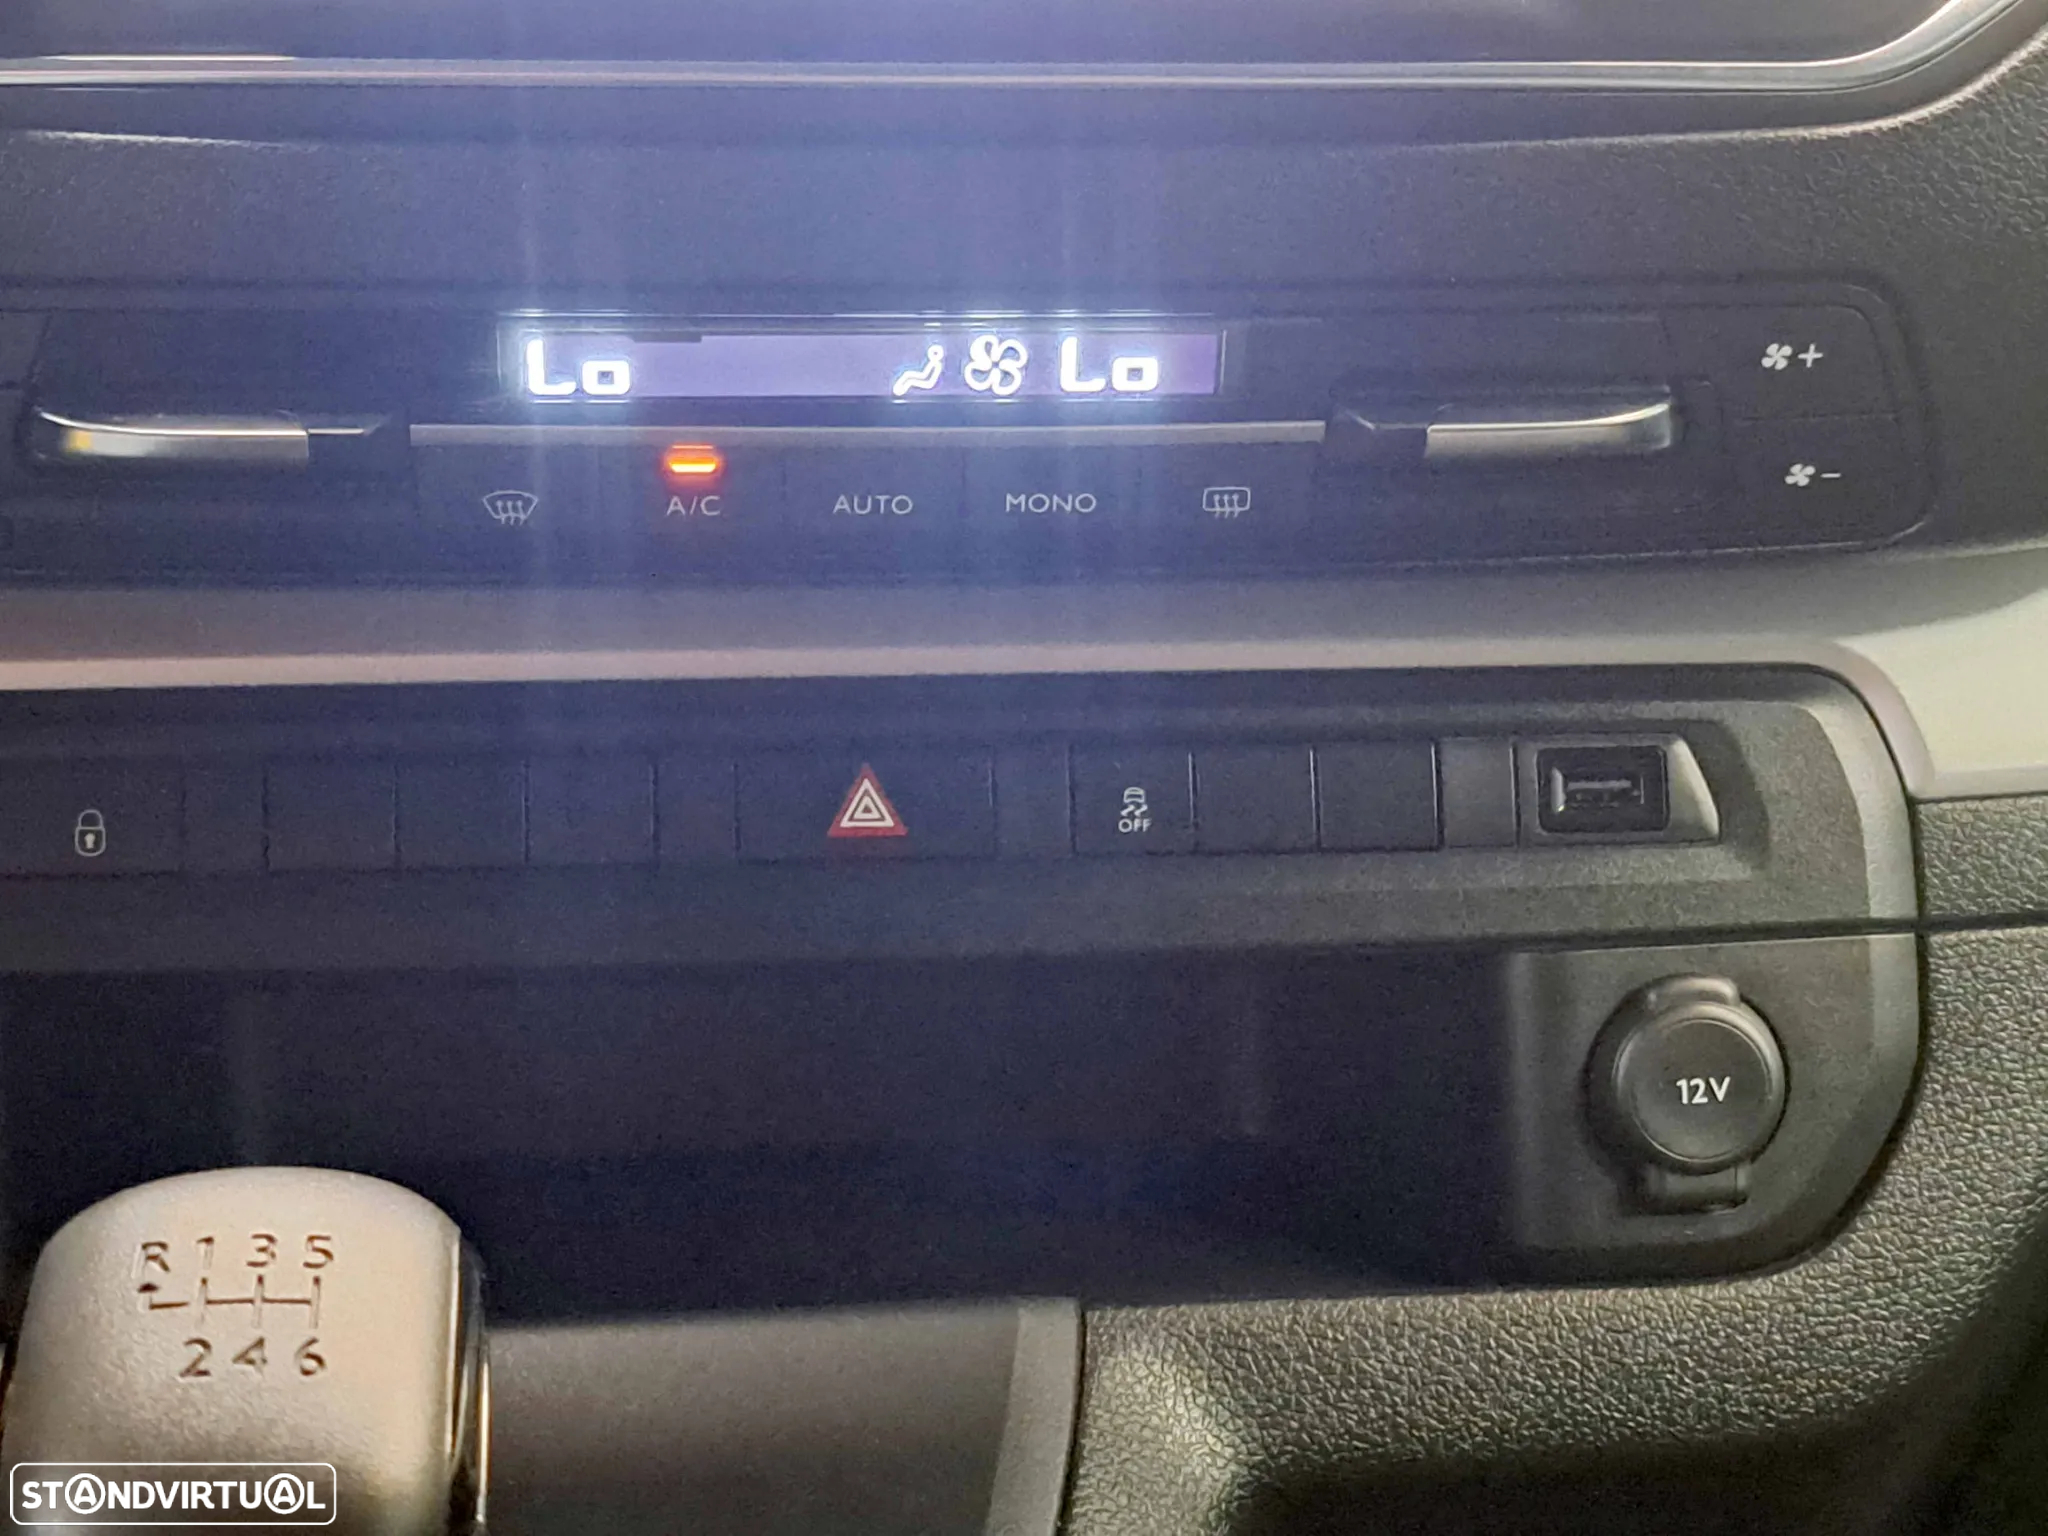 Lo Lo
+
A/C AUTO MONO
-
OFF
12V
R 1 3 5
2 4 6
STANDVIRTUAL